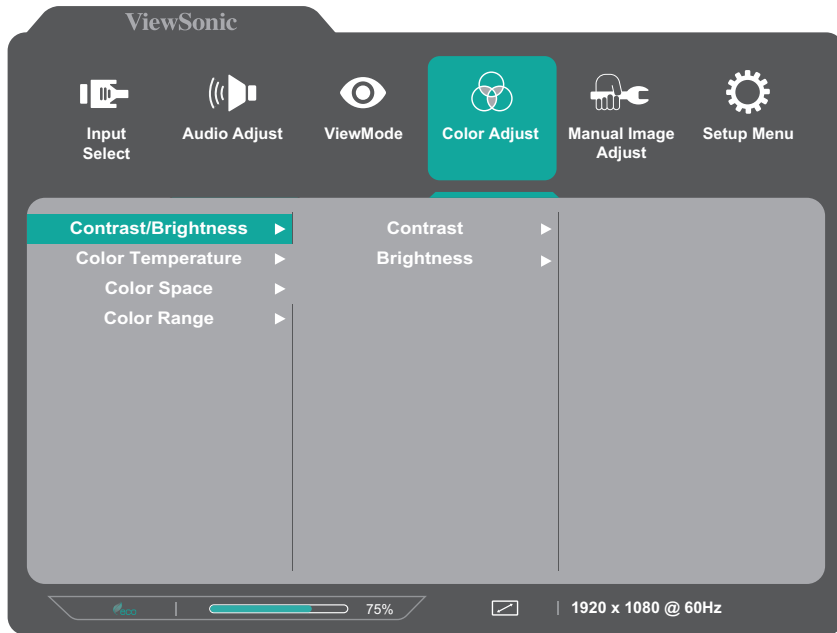 ViewSonic
Input
Select
Audio Adjust
ViewMode
Color Adjust
Manual Image
Adjust
Setup Menu
Contrast/Brightness
Color Temperature
Color Space
Color Range
Contrast
Brightness
eco
75%
1920 x 1080 @ 60Hz